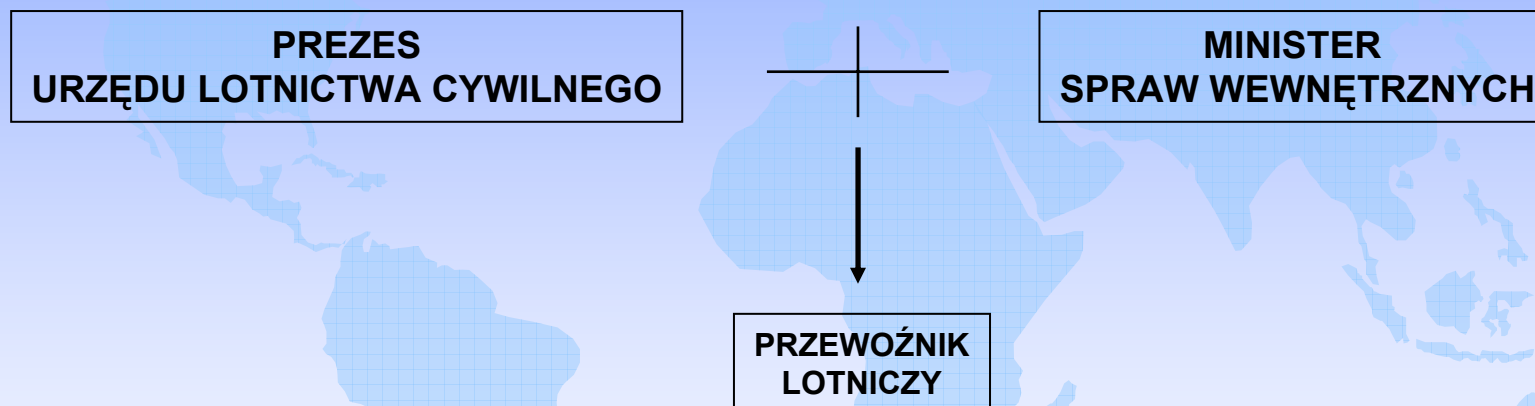 PREZES
URZĘDU LOTNICTWA CYWILNEGO
MINISTER
SPRAW WEWNĘTRZNYCH
PRZEWOŹNIK
LOTNICZY